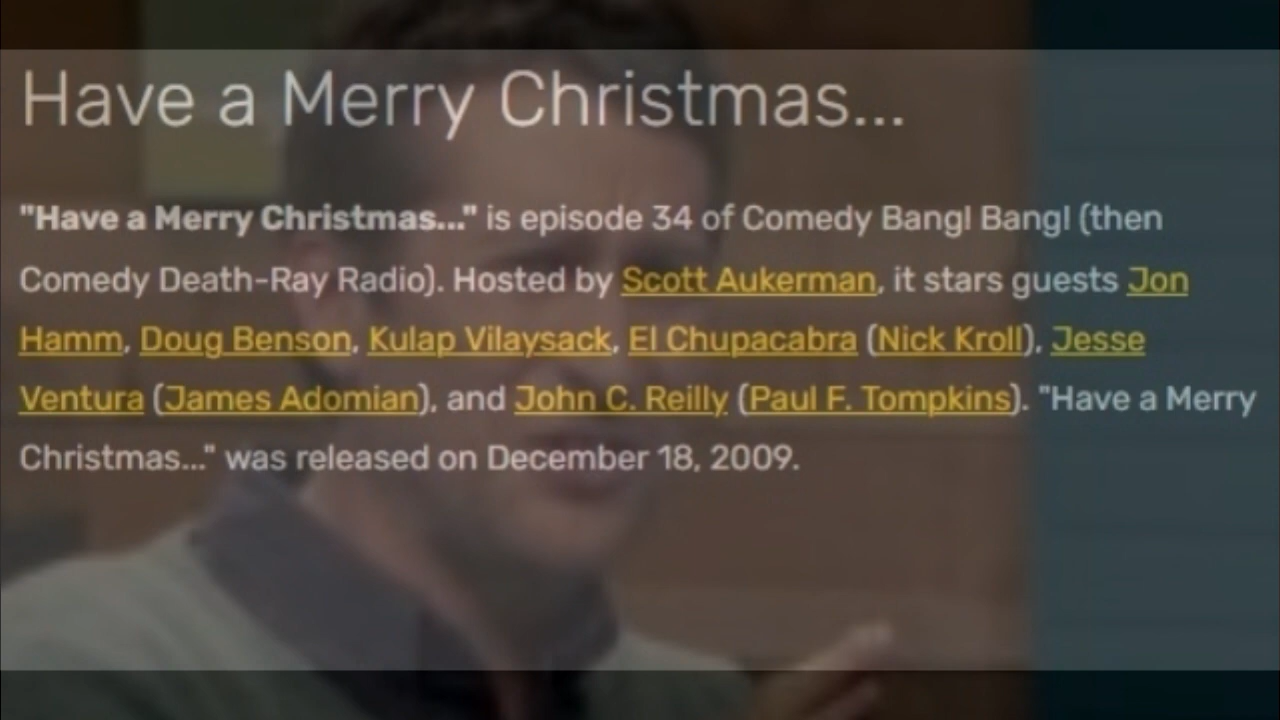 Have a Merry Christmas...
"Have a Merry Christmas..." is episode 34 of Comedy Bang! Bang! (then
Comedy Death-Ray Radio). Hosted by Scott Aukerman, it stars guests Jon
Hamm, Doug Benson, Kulap Vilaysack, El Chupacabra (Nick Kroll), Jesse
Ventura (James Adomian), and John C. Reilly (Paul F. Tompkins). "Have a Merry
Christmas..." was released on December 18, 2009.